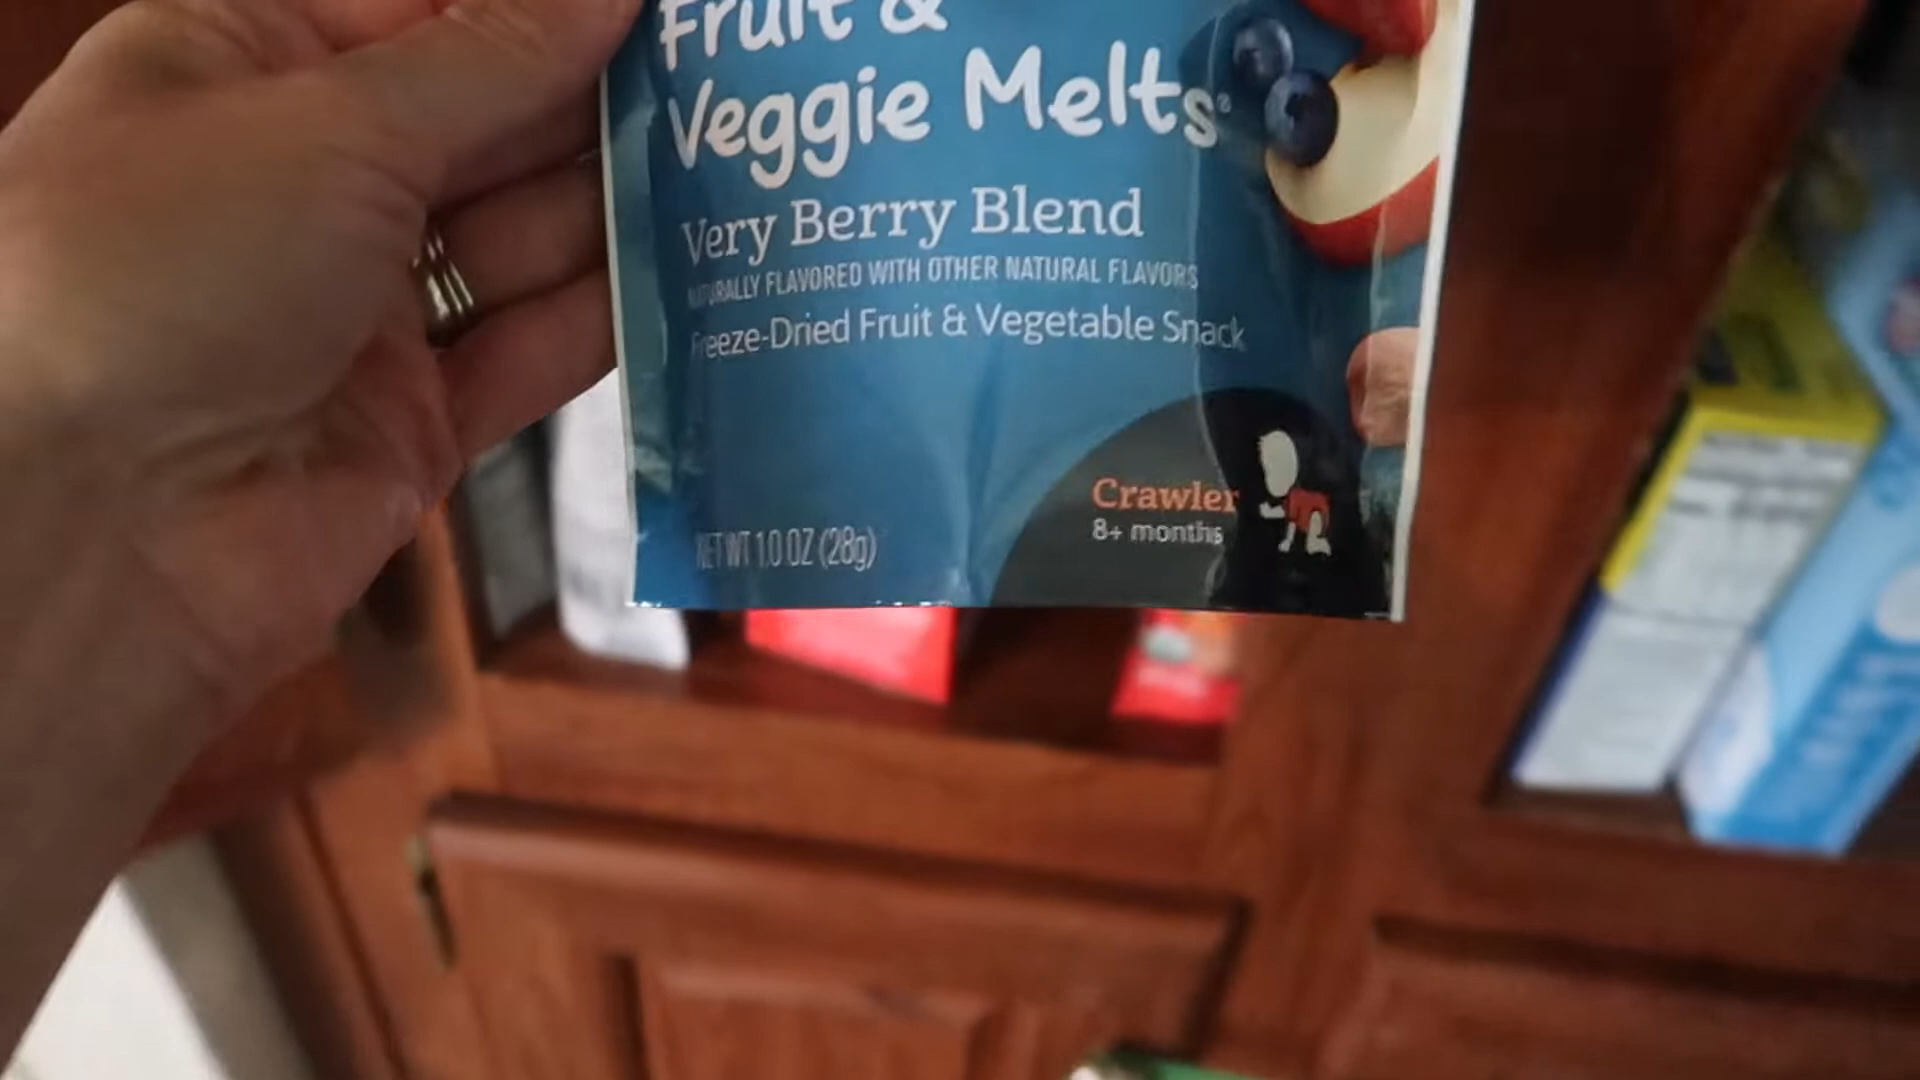 Fruit &
Veggie Melts®
Very Berry Blend
NATURALLY FLAVORED WITH OTHER NATURAL FLAVORS
Freeze-Dried Fruit & Vegetable Snack
Crawler
8+ months
NET WT 1.0 OZ (28g)